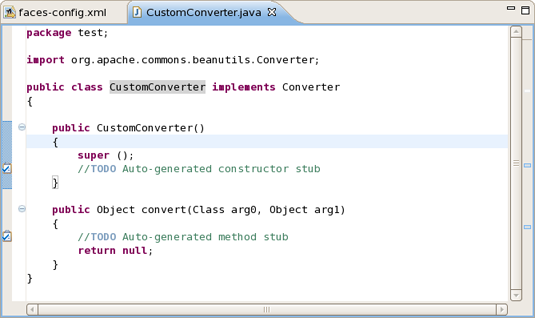 faces-config.xml
CustomConverter.java
package test;
import org.apache.commons.beanutils.Converter;
public class CustomConverter implements Converter
{
public CustomConverter()
{
super ();
//TODO Auto-generated constructor stub
}
public Object convert(Class arg0, Object arg1)
{
//TODO Auto-generated method stub
return null;
}
}